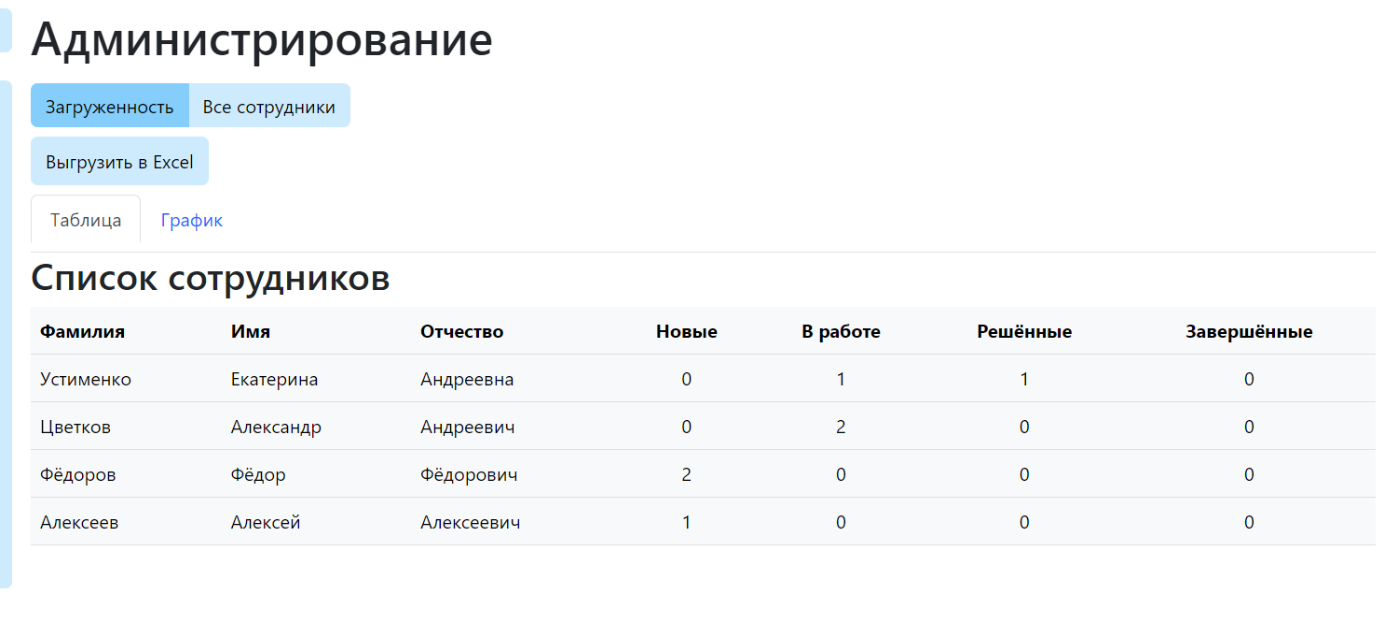 Администрирование
Загруженность Все сотрудники
Выгрузить в Excel
Таблица График
Список сотрудников
Фамилия Имя Отчество Новые В работе Решённые Завершённые
Устименко Екатерина Андреевна 0 1 1 0
Цветков Александр Андреевич 0 2 0 0
Фёдоров Фёдор Фёдорович 2 0 0 0
Алексеев Алексей Алексеевич 1 0 0 0